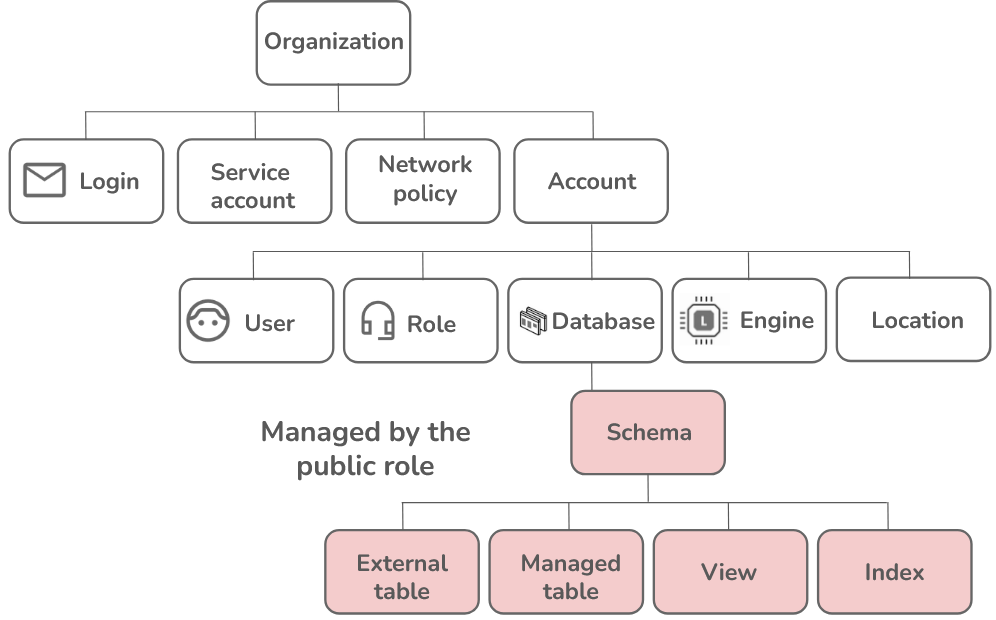 Organization
Login
Service
account
Network
policy
Account
User
Role
Database
L
Engine
Location
Schema
Managed by the
public role
External
table
Managed
table
View
Index